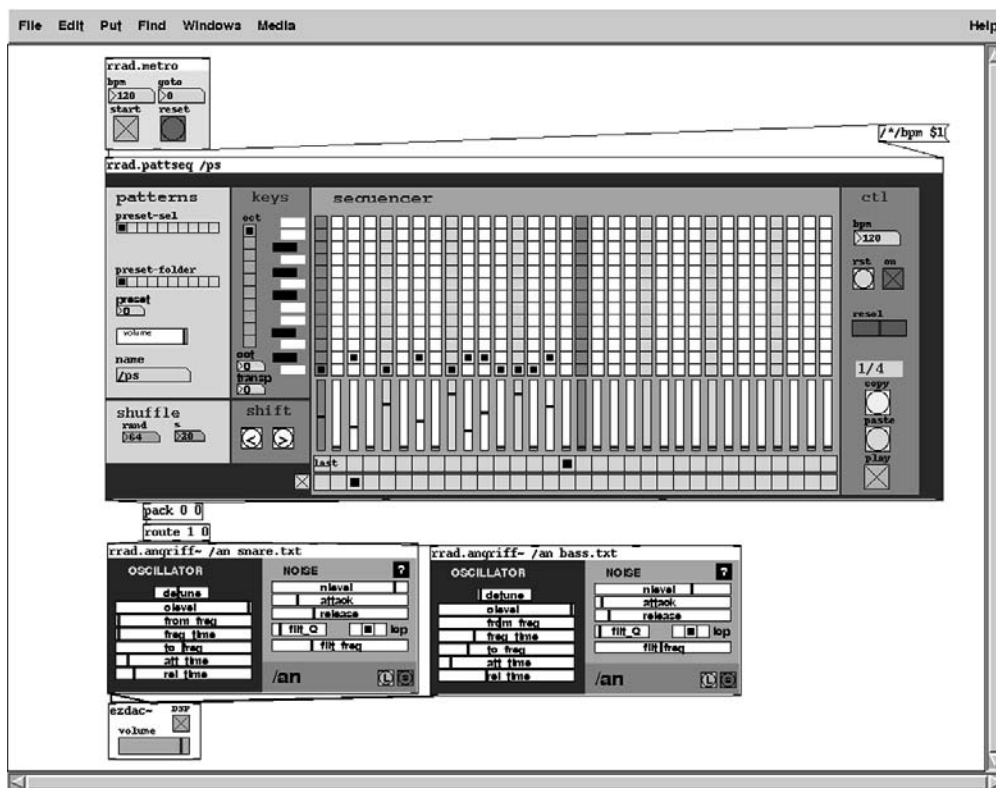 File Edit Put Find Windows Media Help
rrad.metro
bpm goto
120 0
start reset
/*/bpm $1
rrad.pattseq /ps
patterns keys sequencer ctl
preset-sel
oct
bpm
120
rst on
preset-folder
preset
0
volume
resol
name
/ps
oot
0
transp
0
1/4
copy
shuffle
rand s
64 20
shift
< >
paste
last
play
pack 0 0
route 1 0
rrad.angriff~ /an snare.txt
OSCILLATOR NOISE ?
detune
olevel
from freq
freq time
to freq
att time
rel time
nlevel
attack
release
filt_Q lop
filt freq
/an L S
rrad.angriff~ /an bass.txt
OSCILLATOR NOISE ?
detune
olevel
from freq
freq time
to freq
att time
rel time
nlevel
attack
release
filt_Q lop
filt freq
/an L S
ezdac~ DSP
volume